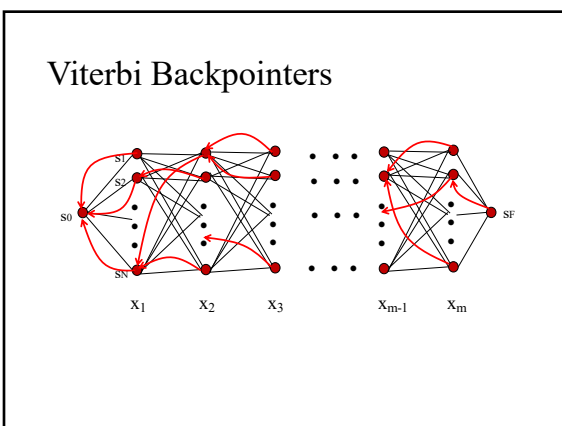 Viterbi Backpointers
s1
s2
s0
sF
sN
x1 x2 x3 xm-1 xm